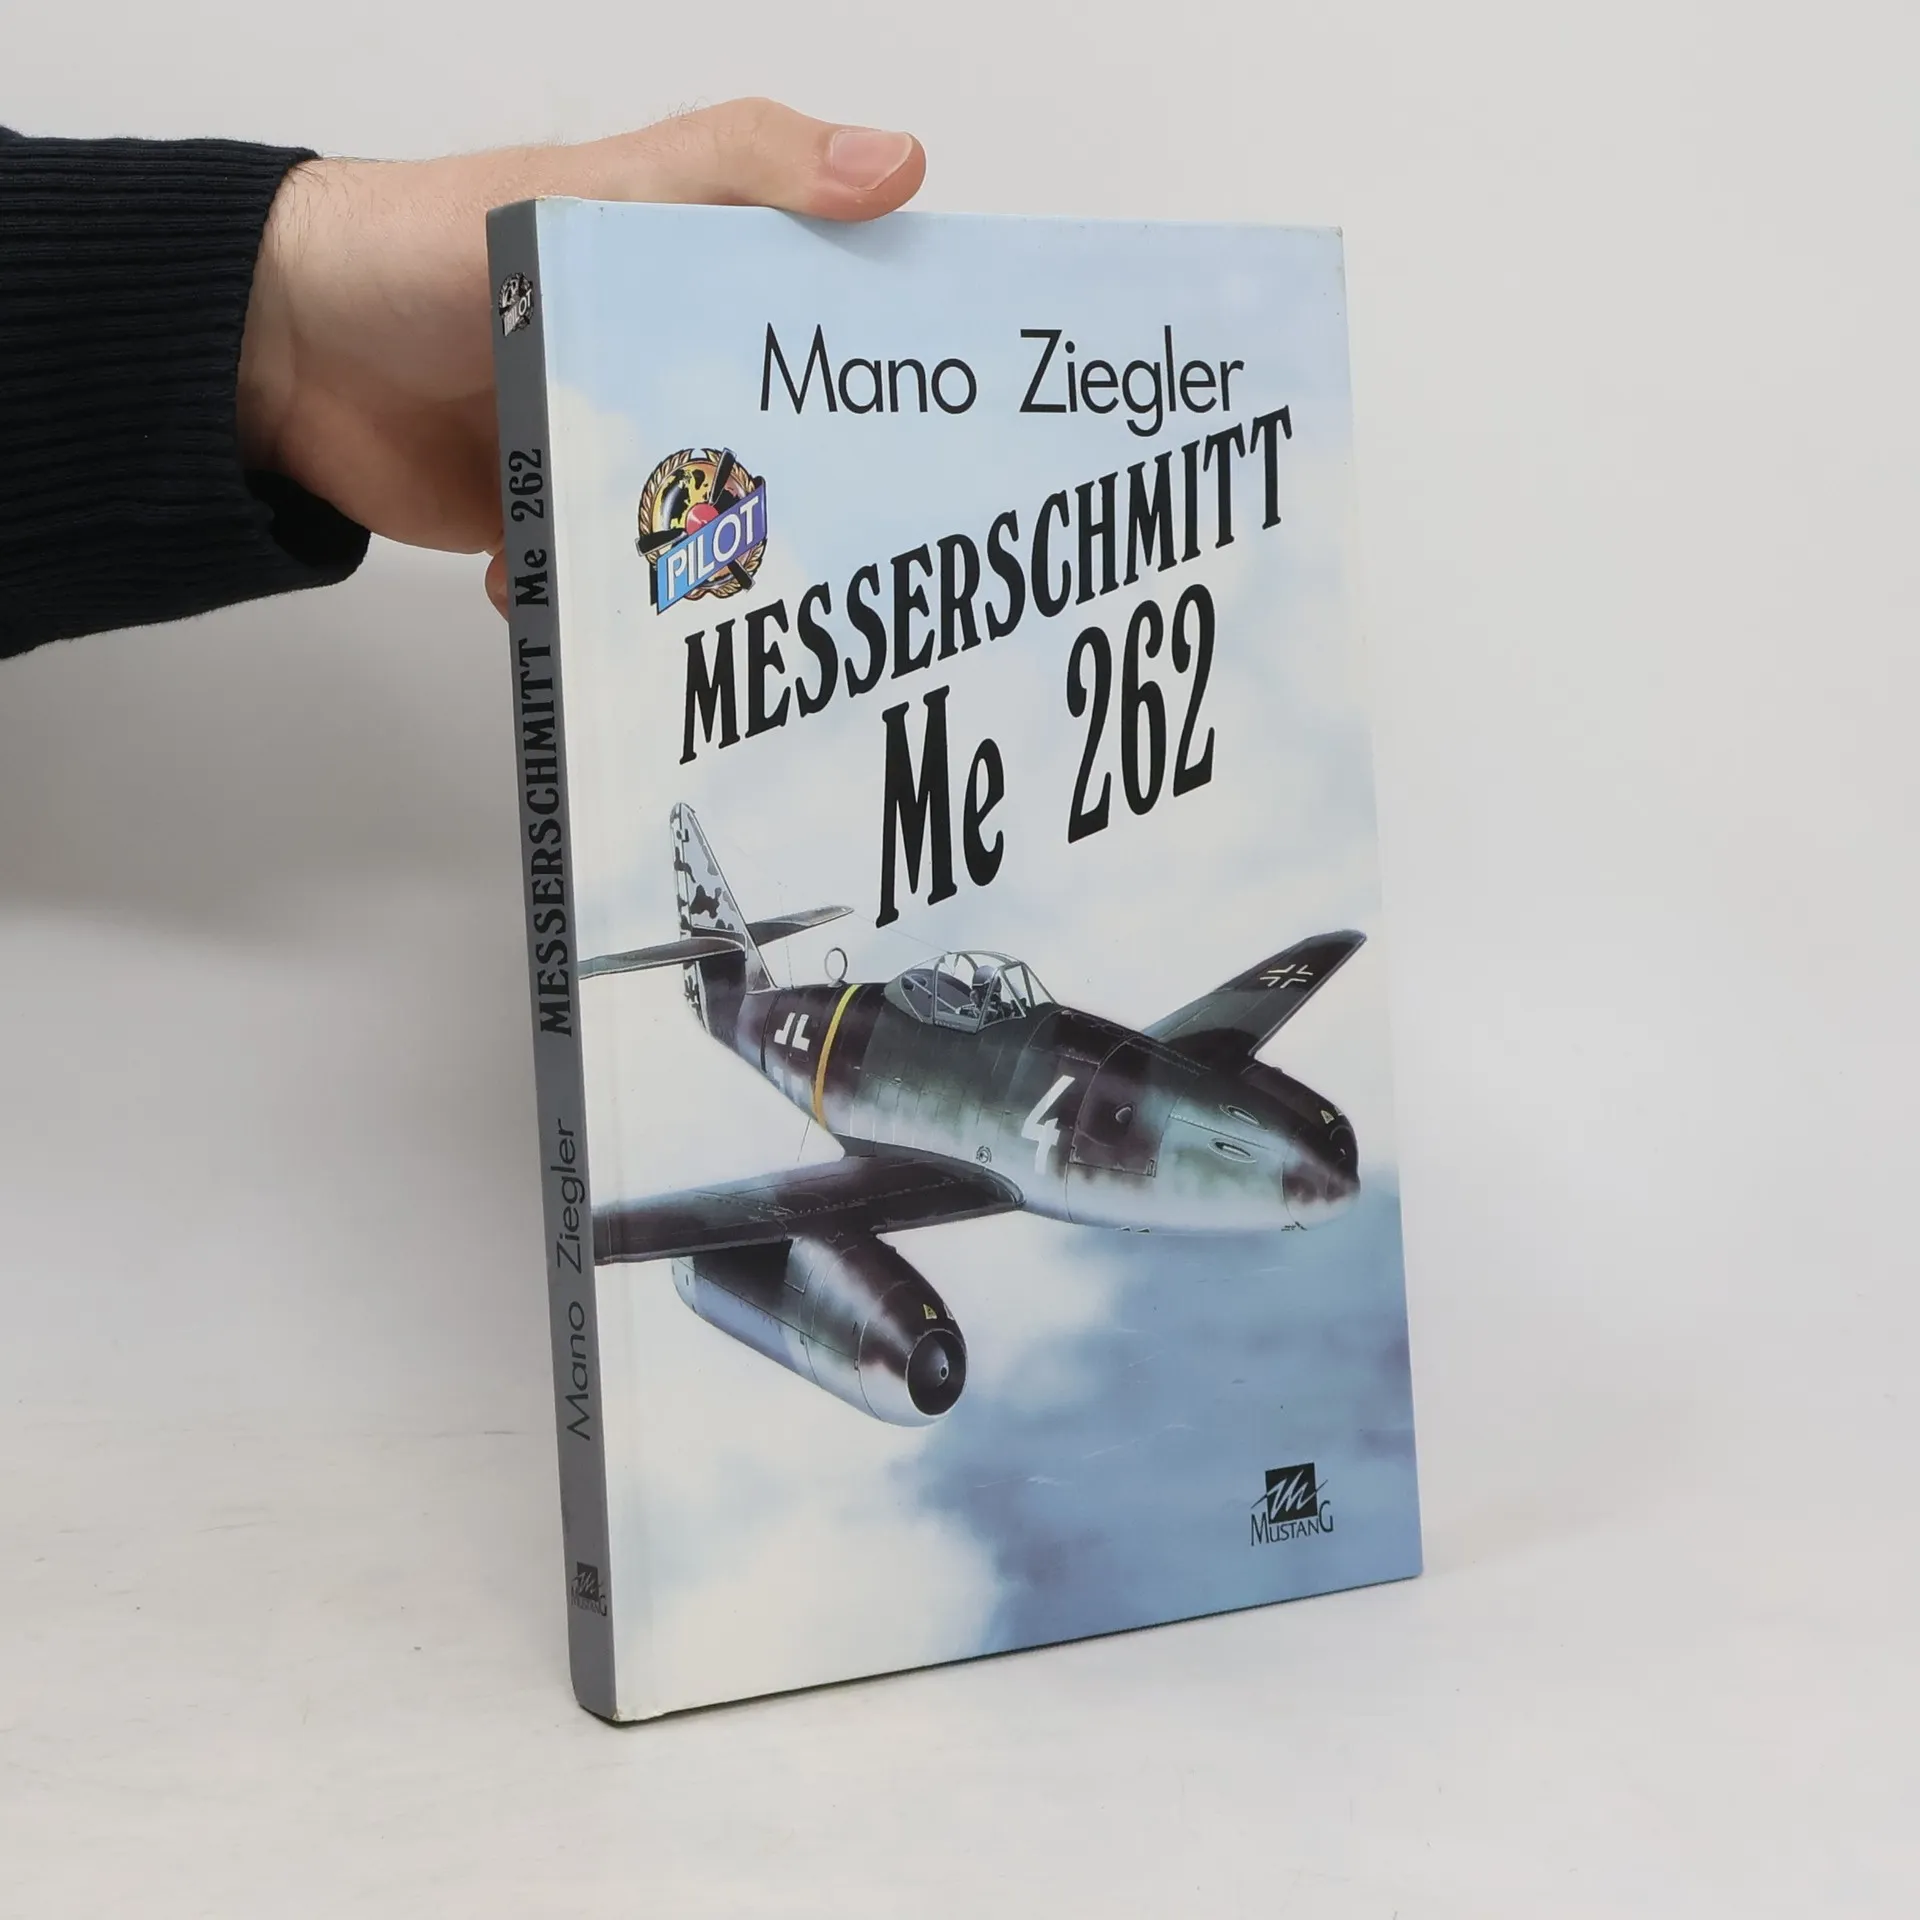 Mano Ziegler
PILOT
MESSERSCHMITT
Me 262
4
MUSTANG
PILOT
MESSERSCHMITT Me 262
Mano Ziegler
MUSTANG